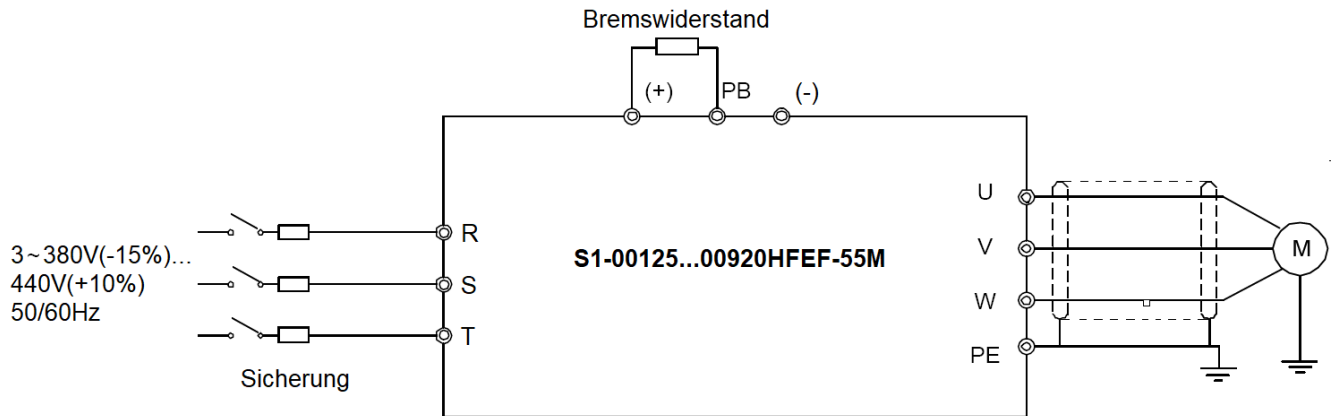 Bremswiderstand
(+)
PB
(-)
U
R
3~380V(-15%)...
S1-00125...00920HFEF-55M
V
M
440V(+10%)
S
50/60Hz
W
T
PE
Sicherung